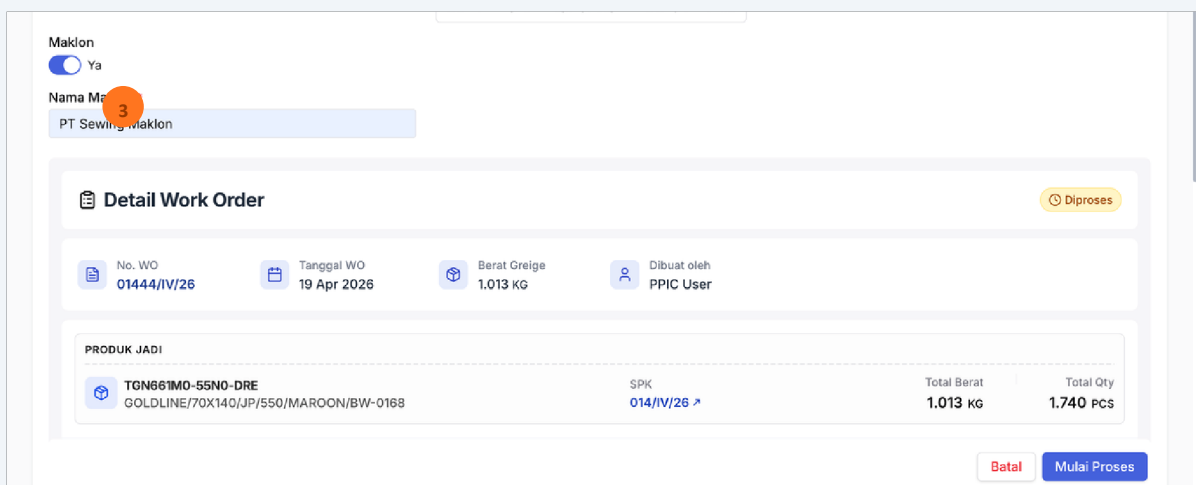 Maklon
Ya
Nama
3
PT Sewing Maklon
Detail Work Order
Diproses
No. WO
01444/IV/26
Tanggal WO
19 Apr 2026
Berat Greige
1.013 KG
Dibuat oleh
PPIC User
PRODUK JADI
TGN661M0-55N0-DRE
GOLDLINE/70X140/JP/550/MAROON/BW-0168
SPK
014/IV/26
Total Berat
1.013 KG
Total Qty
1.740 PCS
Batal
Mulai Proses